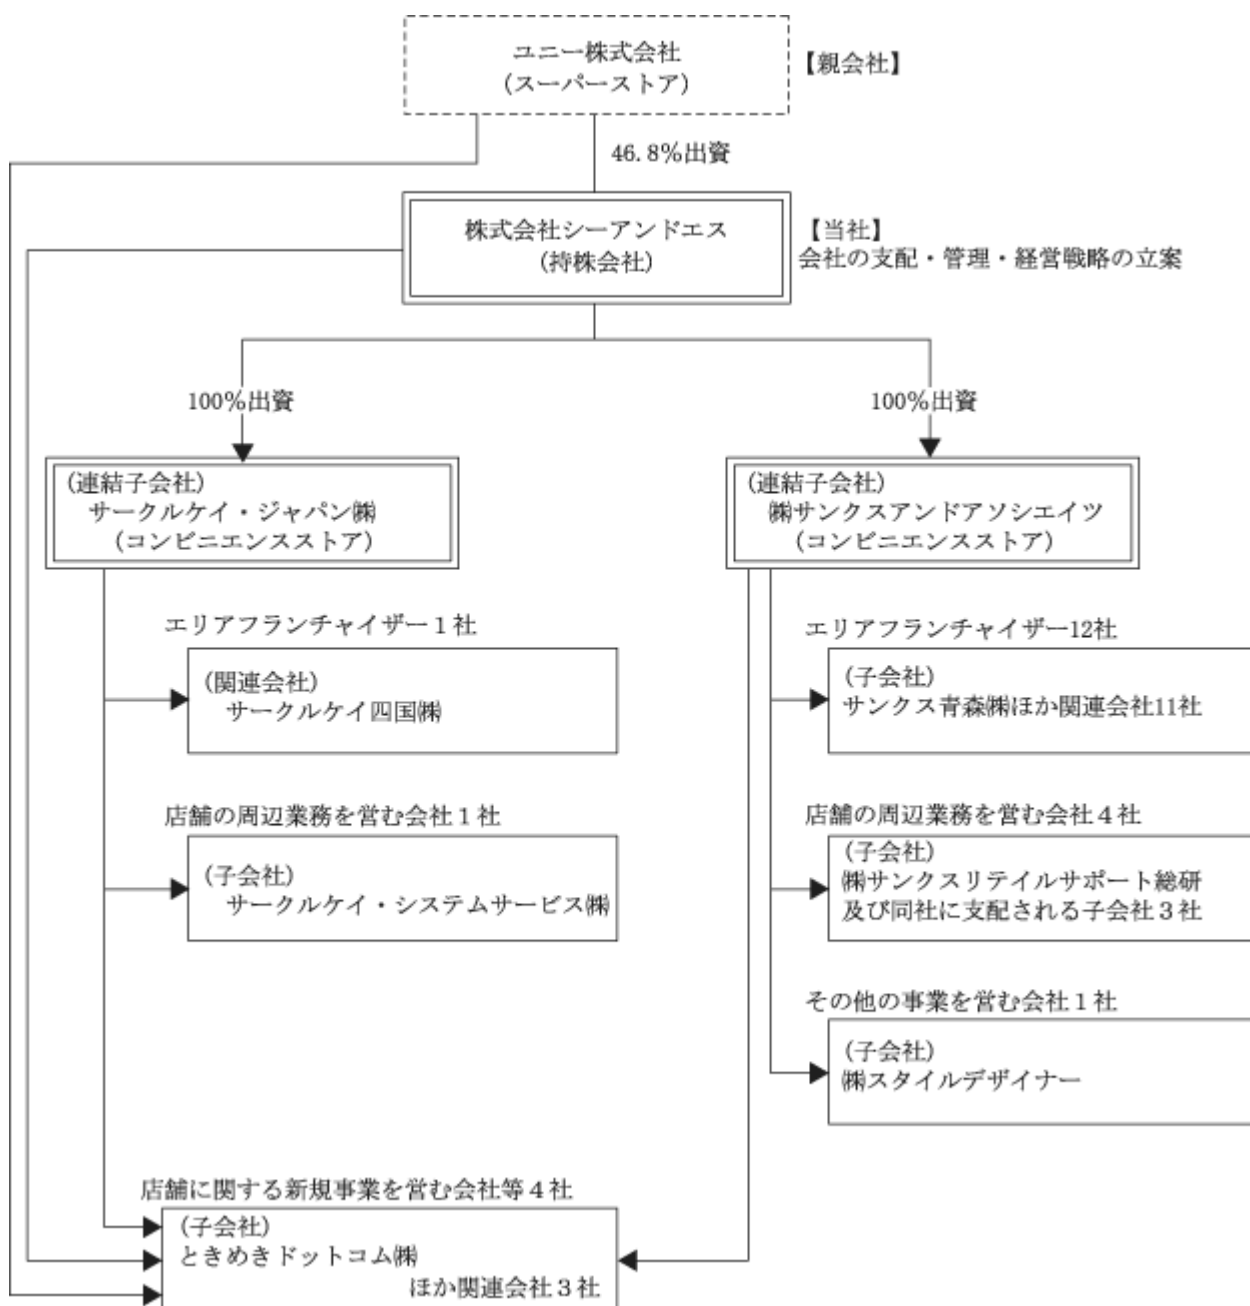 ユニー株式会社
(スーパーストア)
【親会社】
46.8%出資
株式会社シーアンドエス
(持株会社)
【当社】
会社の支配・管理・経営戦略の立案
100%出資
100%出資
(連結子会社)
サークルケイ・ジャパン㈱
(コンビニエンスストア)
(連結子会社)
㈱サンクスアンドアソシエイツ
(コンビニエンスストア)
エリアフランチャイザー1社
(関連会社)
サークルケイ四国㈱
エリアフランチャイザー12社
(子会社)
サンクス青森㈱ほか関連会社11社
店舗の周辺業務を営む会社1社
(子会社)
サークルケイ・システムサービス㈱
店舗の周辺業務を営む会社4社
(子会社)
㈱サンクスリテイルサポート総研
及び同社に支配される子会社3社
その他の事業を営む会社1社
(子会社)
㈱スタイルデザイナー
店舗に関する新規事業を営む会社等4社
(子会社)
ときめきドットコム㈱
ほか関連会社3社